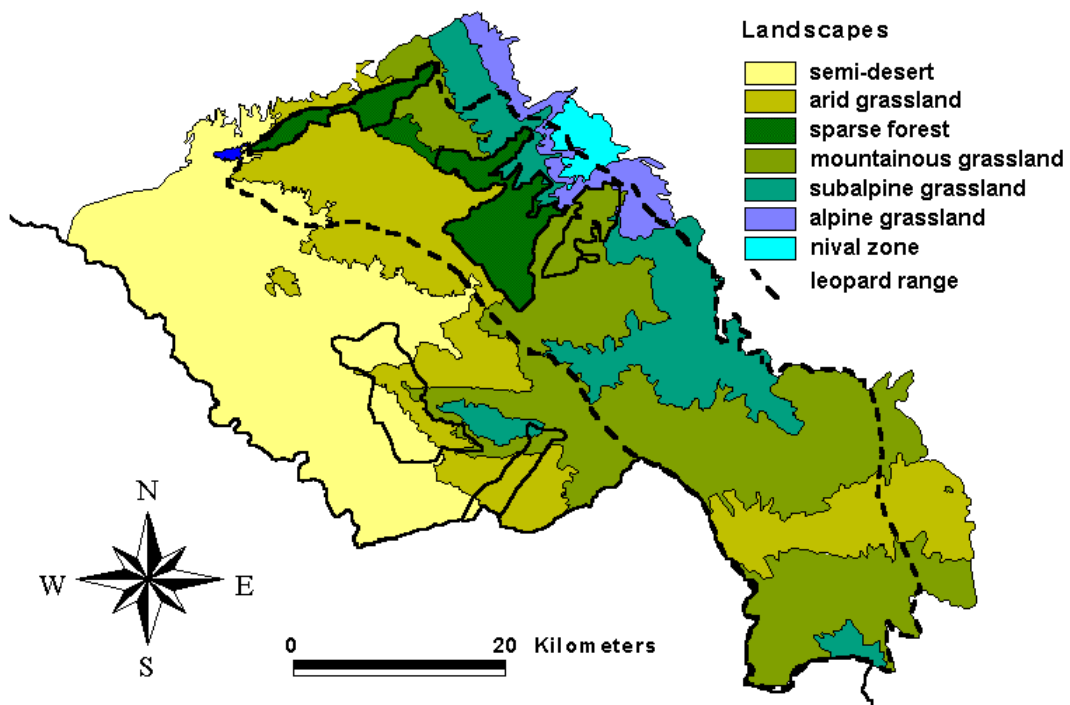 Landscapes
semi-desert
arid grassland
sparse forest
mountainous grassland
subalpine grassland
alpine grassland
nival zone
leopard range
N
W E
S
0 20 Kilometers